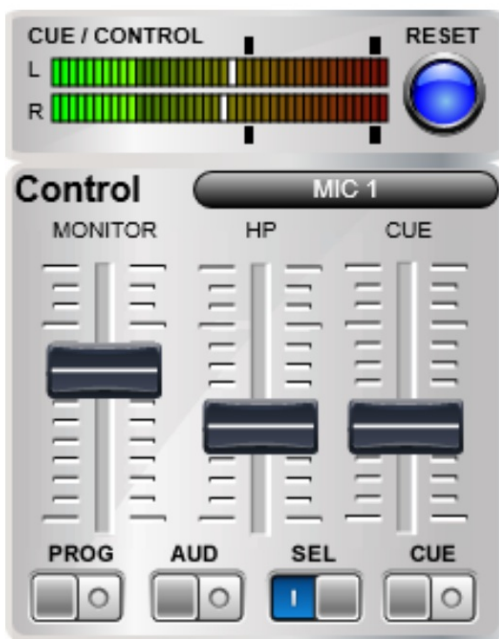 CUE / CONTROL RESET
L
R
Control MIC 1
MONITOR HP CUE
PROG AUD SEL CUE